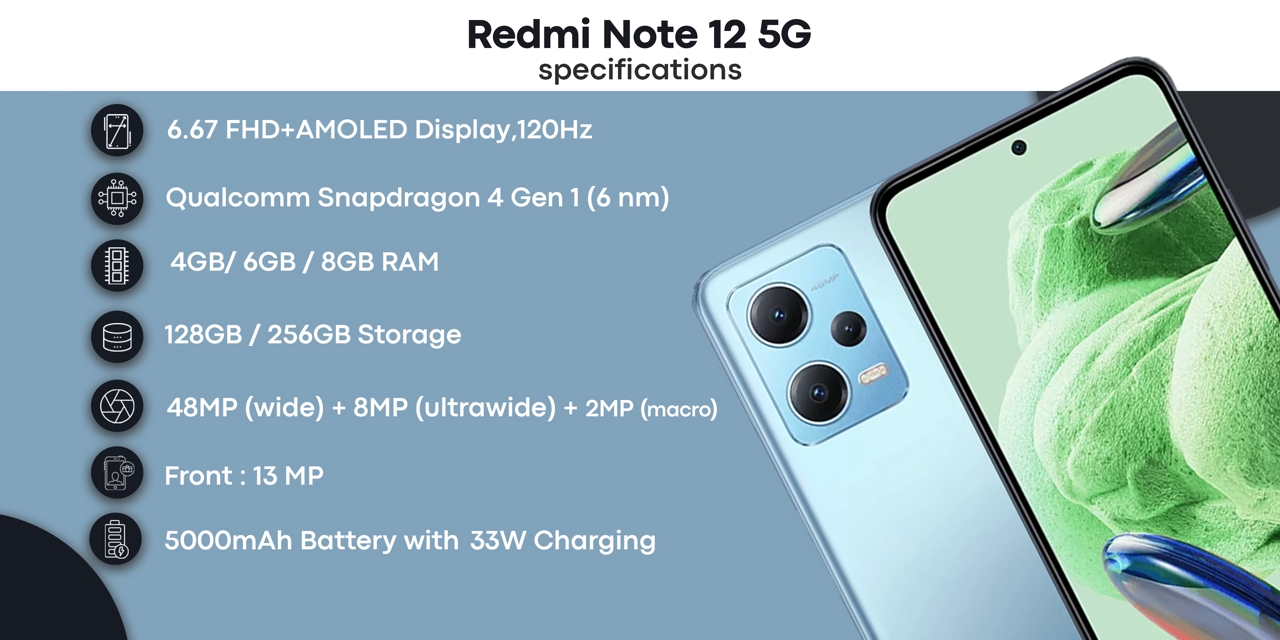 Redmi Note 12 5G
specifications
6.67 FHD+AMOLED Display,120Hz
Qualcomm Snapdragon 4 Gen 1 (6 nm)
4GB/ 6GB / 8GB RAM
128GB / 256GB Storage
48MP (wide) + 8MP (ultrawide) + 2MP (macro)
Front : 13 MP
5000mAh Battery with 33W Charging
48MP